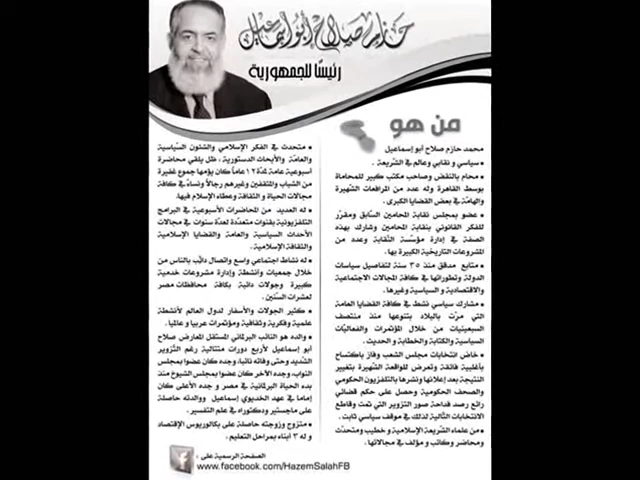 حازم صلاح أبو إسماعيل
رئيسًا للجمهورية
من هو
محمد حازم صلاح أبو إسماعيل
• سياسي و نقابي وعالم في الشريعة .
• محام بالنقض وصاحب مكتب كبير للمحاماة
بوسط القاهرة وله عدد من المرافعات الشهيرة
والهامة في بعض القضايا الكبرى .
• عضو بمجلس نقابة المحامين السابق ومقرر
للفكر القانوني بنقابة المحامين وشارك بهذه
الصفة في إدارة مؤسسة النقابة وعدد من
المشروعات التاريخية الكبيرة بها .
• متابع مدقق منذ ٣٥ سنة لتفاصيل سياسات
الدولة وتطوراتها في كافة المجالات الاجتماعية
والاقتصادية و السياسية وغيرها .
• مشارك سياسي نشط في كافة القضايا العامة
التي مرت بالبلاد بتنوعها منذ منتصف
السبعينيات من خلال المؤتمرات والفعاليات
السياسية والكتابة والخطابة و الحديث .
• خاض انتخابات مجلس الشعب وفاز باكتساح
بأغلبية فائقة وتعرض للواقعة الشهيرة بتغيير
النتيجة بعد إعلانها ونشرها بالتلفزيون الحكومي
والصحف الحكومية وحصل على حكم قضائي
رائع رصد فداحة صور التزوير التي تمت وقاطع
الانتخابات التالية لذلك في موقف سياسي ثابت .
• من علماء الشريعة الإسلامية و خطيب ومتحدث
ومحاضر وكاتب و مؤلف في مجالاتها .
• متحدث في الفكر الإسلامي والشئون السياسية
والعامة والأبحاث الدستورية ، ظل يلقي محاضرة
أسبوعية عامة لمدة ١٢ عاماً كان يؤمها جموع غفيرة
من الشباب والمثقفين وغيرهم رجالاً ونساءً في كافة
مجالات الحياة و الثقافة وعطاء الإسلام فيها .
• له العديد من المحاضرات الأسبوعية في البرامج
التلفزيونية بقنوات متعددة لعدة سنوات في مجالات
الأحداث السياسية والعامة والقضايا الإسلامية
والثقافة الإسلامية .
• له نشاط اجتماعي واسع واتصال دائب بالناس من
خلال جمعيات وأنشطة وإدارة مشروعات خدمية
كبيرة وجولات دائبة بكافة محافظات مصر
لعشرات السنين .
• كثير الجولات والأسفار لدول العالم لأنشطة
علمية وفكرية وثقافية ومؤتمرات عربيا و عالميا .
• والده هو النائب البرلماني المستقل المعارض صلاح
أبو إسماعيل لأربع دورات متتالية رغم التزوير
الشديد وحتى وفاته نائباً، وجده كان عضوا بمجلس
النواب، وجده الآخر كان عضوا بمجلس الشيوخ منذ
بدء الحياة البرلمانية في مصر و جده الأعلى كان
إماما في عهد الخديوي إسماعيل ووالدته حاصلة
على ماجستير ودكتوراه في علم التفسير .
• متزوج وزوجته حاصلة على بكالوريوس الإقتصاد
و له ٣ أبناء بمراحل التعليم .
الصفحة الرسمية على :
www.facebook.com/HazemSalahFB